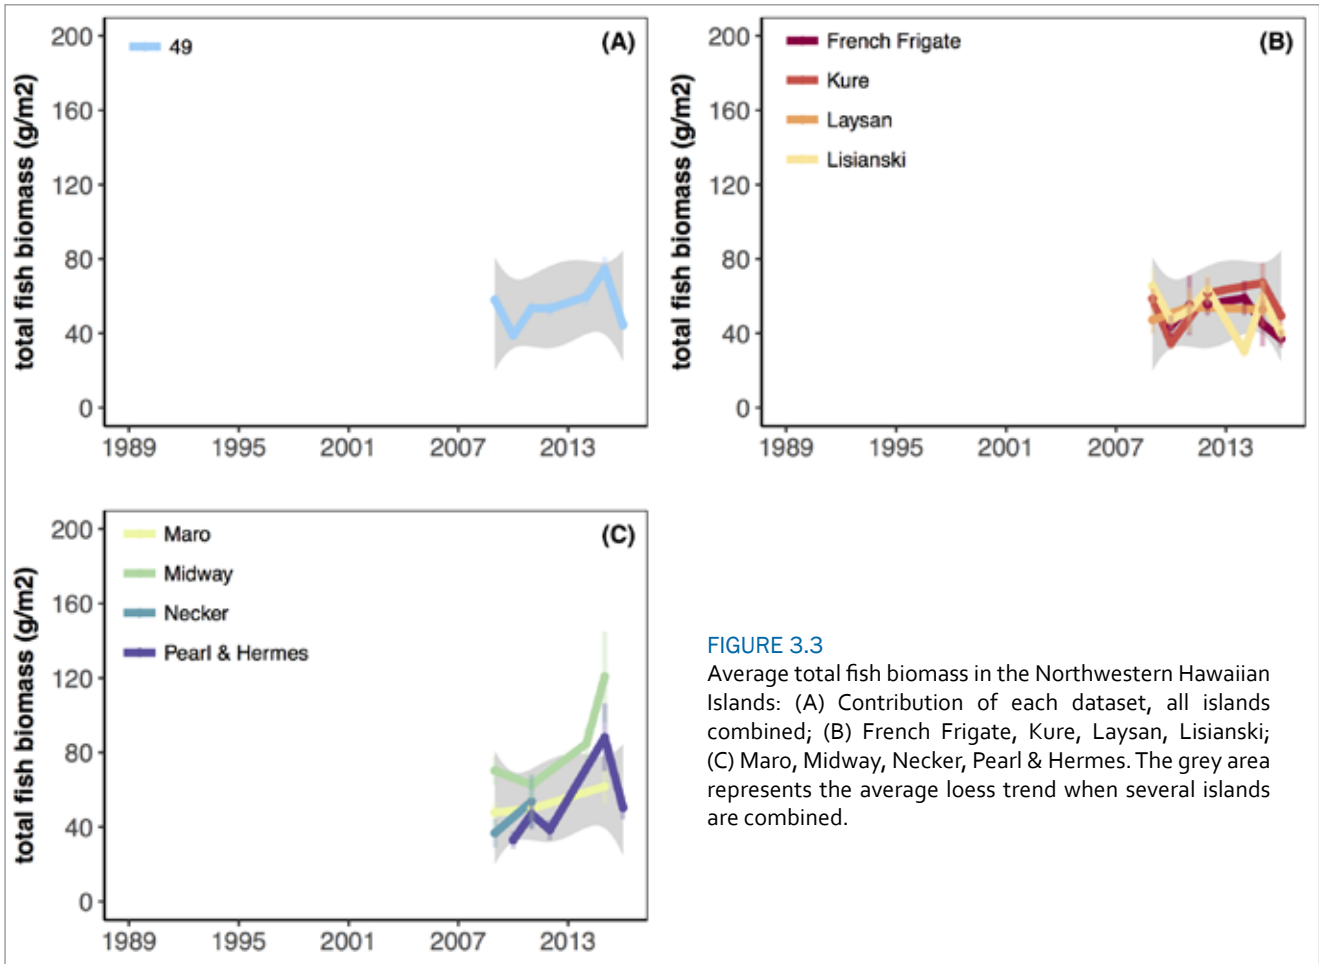 total fish biomass (g/m2)
200
160
120
80
40
0
49
(A)
1989 1995 2001 2007 2013
total fish biomass (g/m2)
200
160
120
80
40
0
French Frigate
Kure
Laysan
Lisianski
(B)
1989 1995 2001 2007 2013
total fish biomass (g/m2)
200
160
120
80
40
0
Maro
Midway
Necker
Pearl & Hermes
(C)
1989 1995 2001 2007 2013
FIGURE 3.3
Average total fish biomass in the Northwestern Hawaiian
Islands: (A) Contribution of each dataset, all islands
combined; (B) French Frigate, Kure, Laysan, Lisianski;
(C) Maro, Midway, Necker, Pearl & Hermes. The grey area
represents the average loess trend when several islands
are combined.